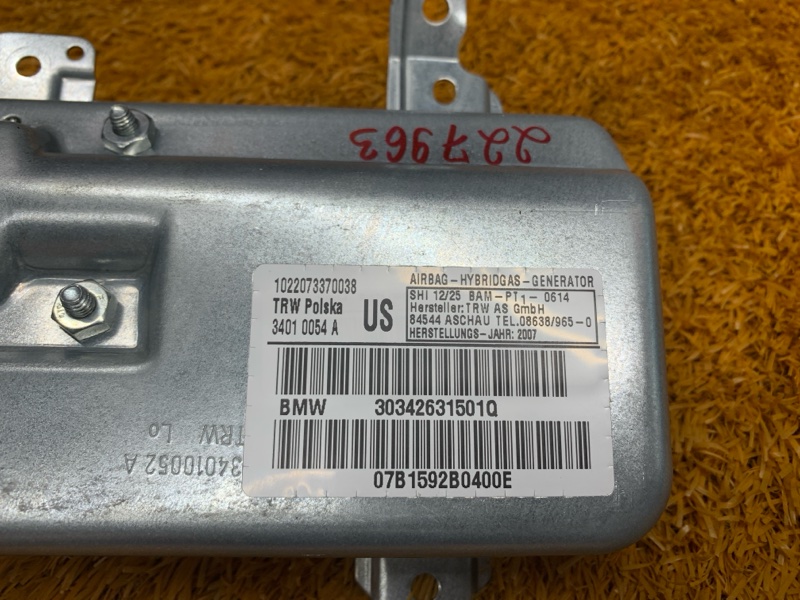 227963
1022073370038
TRW Polska
3401 0054 A
US
AIRBAG-HYBRIDGAS-GENERATOR
SHI 12/25 BAM-PT1- 0614
Hersteller:TRW AS GmbH
84544 ASCHAU TEL.08638/965-0
HERSTELLUNGS-JAHR: 2007
BMW 30342631501Q
07B1592B0400E
TRW Lo
34010052 A